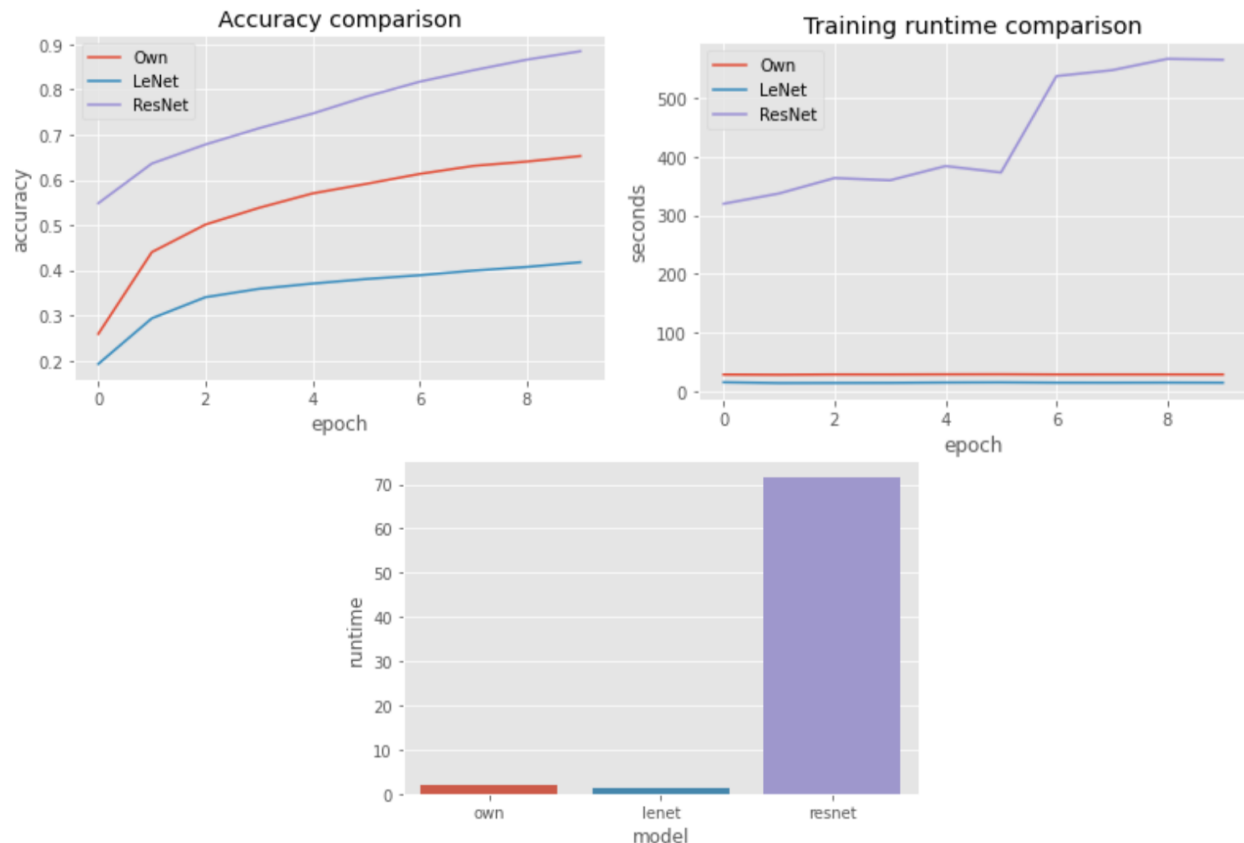 Accuracy comparison
Own
LeNet
ResNet
0.9
0.8
0.7
0.6
0.5
0.4
0.3
0.2
accuracy
0 2 4 6 8
epoch
Training runtime comparison
Own
LeNet
ResNet
500
400
300
200
100
0
seconds
0 2 4 6 8
epoch
70
60
50
40
30
20
10
0
runtime
own lenet resnet
model